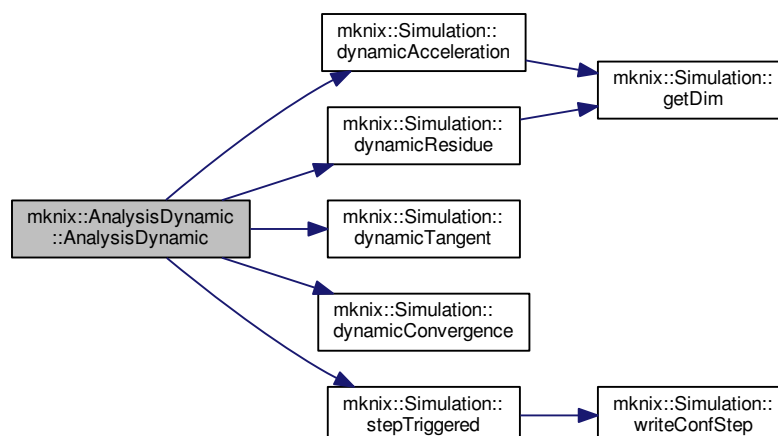 mknix::AnalysisDynamic
::AnalysisDynamic
mknix::Simulation::
dynamicAcceleration
mknix::Simulation::
getDim
mknix::Simulation::
dynamicResidue
mknix::Simulation::
dynamicTangent
mknix::Simulation::
dynamicConvergence
mknix::Simulation::
stepTriggered
mknix::Simulation::
writeConfStep